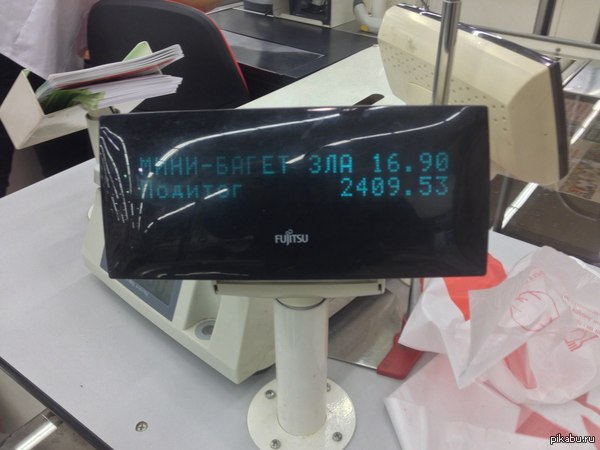 МИНИ-БАГЕТ ЗЛА 16.90
Подитог 2409.53
FUJITSU
pikabu.ru